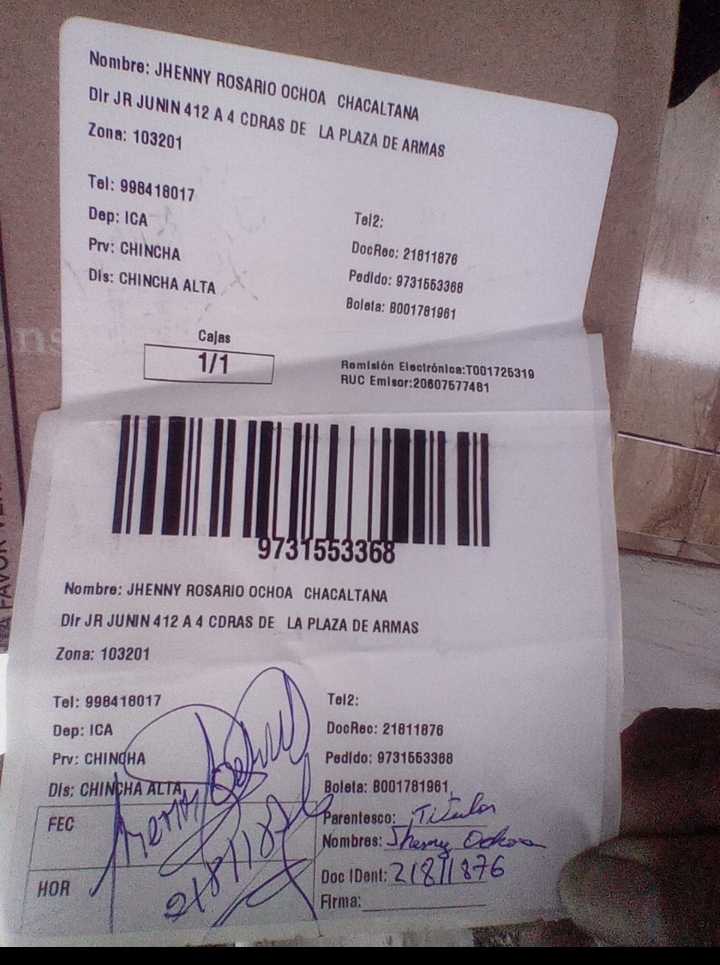 Nombre: JHENNY ROSARIO OCHOA CHACALTANA
Dir JR JUNIN 412 A 4 CDRAS DE LA PLAZA DE ARMAS
Zona: 103201
Tel: 998418017
Tel2:
Dep: ICA
DocRec: 21811876
Prv: CHINCHA
Pedido: 9731553368
Dis: CHINCHA ALTA
Boleta: B001781961
Cajas
1/1
Remisión Electrónica:T001725319
RUC Emisor:20607577481
9731553368
Nombre: JHENNY ROSARIO OCHOA CHACALTANA
Dir JR JUNIN 412 A 4 CDRAS DE LA PLAZA DE ARMAS
Zona: 103201
Tel: 998418017
Tel2:
Dep: ICA
DocRec: 21811876
Prv: CHINCHA
Pedido: 9731553368
Dis: CHINCHA ALTA
Boleta: B001781961
FEC
Parentesco: Titular
Nombres: Jhenny Ochoa
HOR
Doc IDent: 21811876
Firma:
21811876
A FAVOR